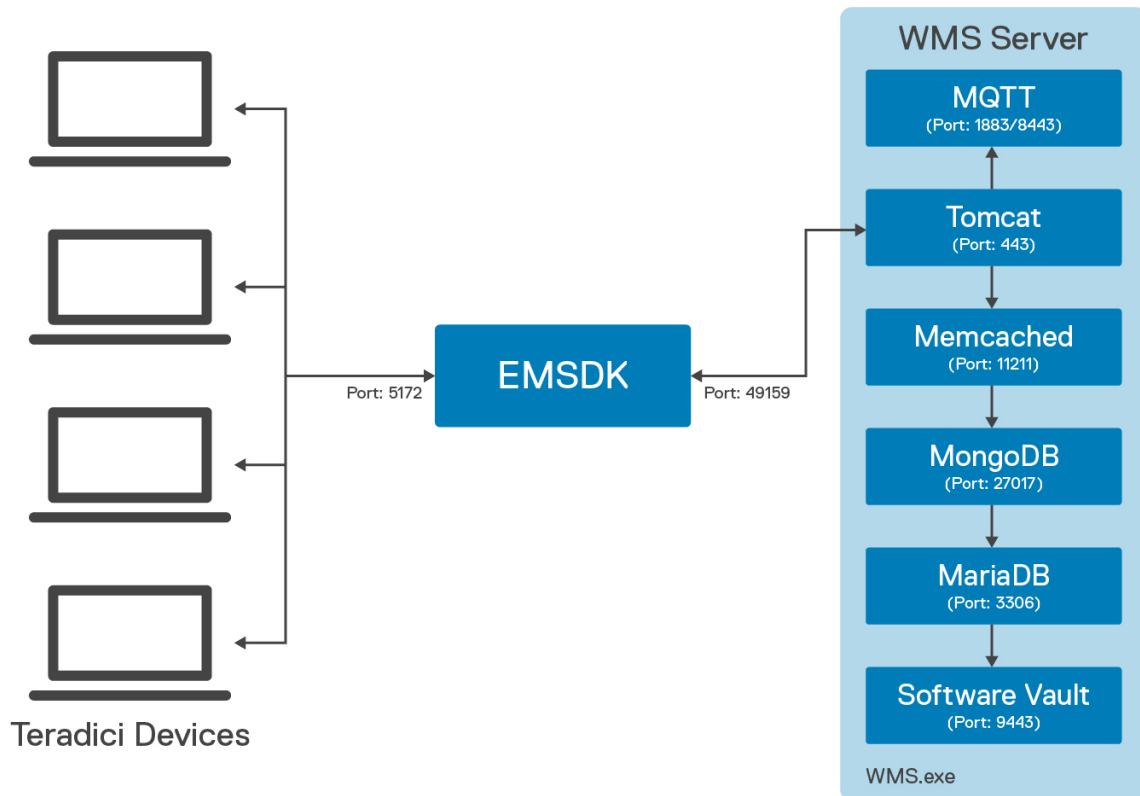 WMS Server
MQTT
(Port: 1883/8443)
Tomcat
(Port: 443)
Memcached
(Port: 11211)
EMSDK
Port: 5172
Port: 49159
MongoDB
(Port: 27017)
MariaDB
(Port: 3306)
Software Vault
(Port: 9443)
Teradici Devices
WMS.exe